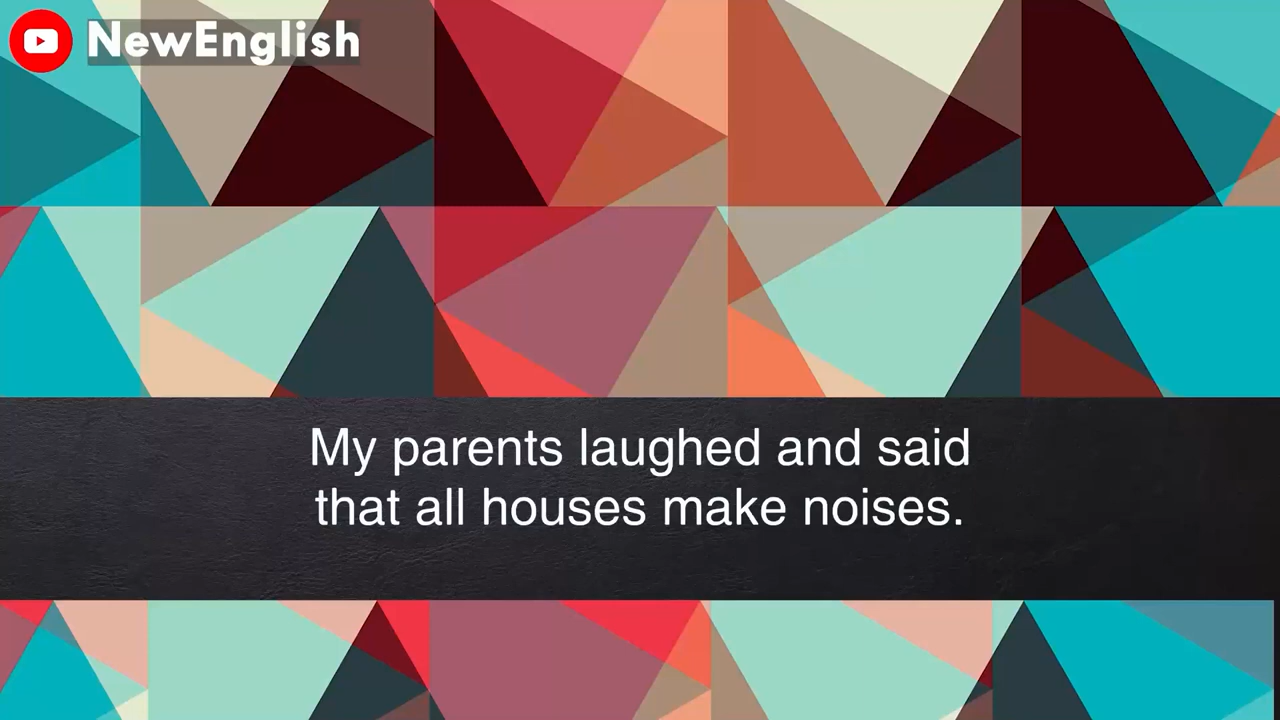 NewEnglish
My parents laughed and said
that all houses make noises.